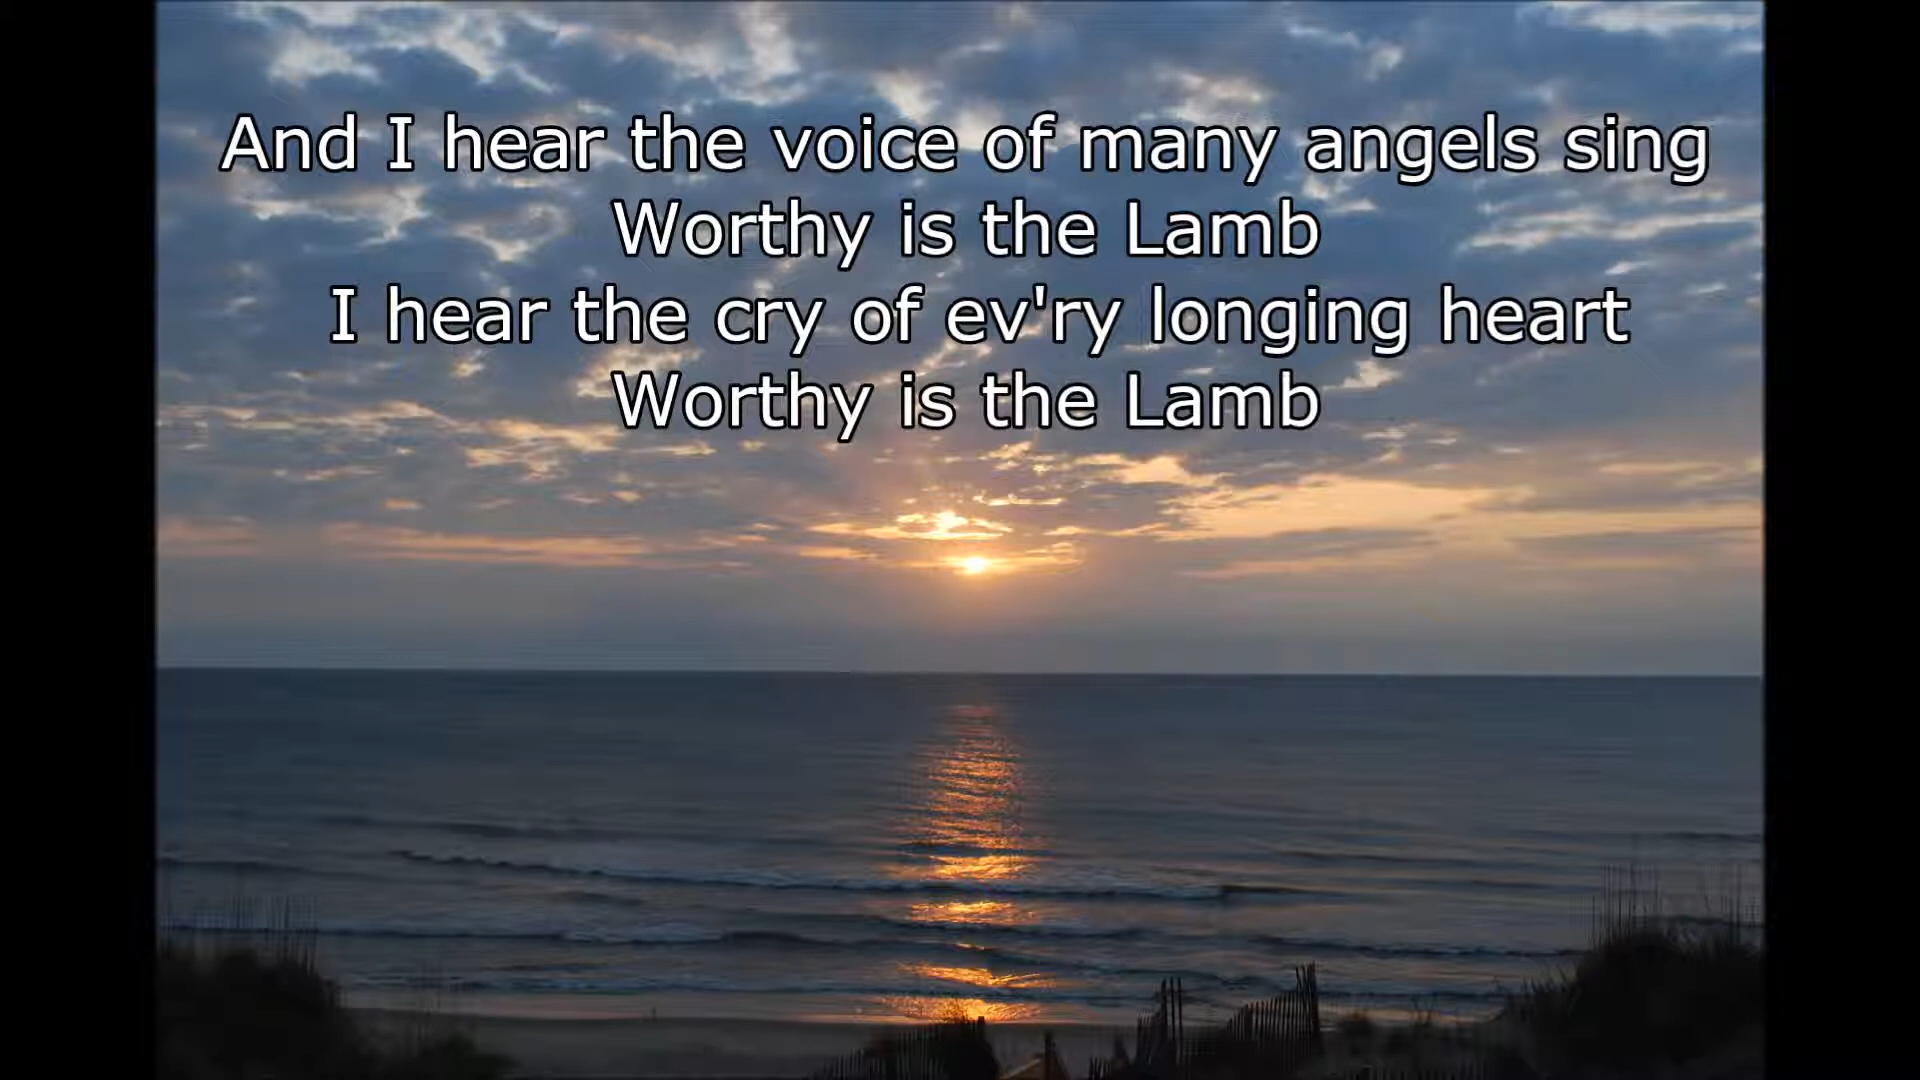 And I hear the voice of many angels sing
Worthy is the Lamb
I hear the cry of ev'ry longing heart
Worthy is the Lamb